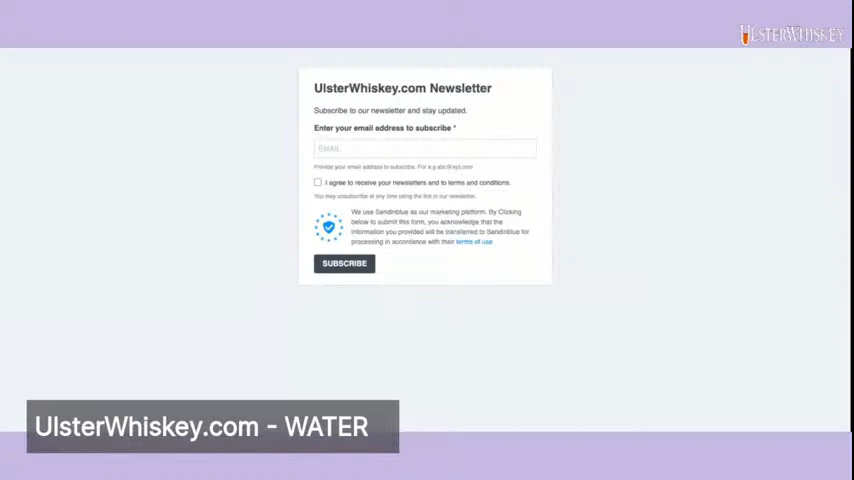 UlsterWhiskey
UlsterWhiskey.com Newsletter
Subscribe to our newsletter and stay updated.
Enter your email address to subscribe *
EMAIL
Provide your email address to subscribe. For e.g abc@xyz.com
I agree to receive your newsletters and to terms and conditions.
You may unsubscribe at any time using the link in our newsletter.
We use Sendinblue as our marketing platform. By Clicking
below to submit this form, you acknowledge that the
information you provided will be transferred to Sendinblue for
processing in accordance with their terms of use
SUBSCRIBE
UlsterWhiskey.com - WATER